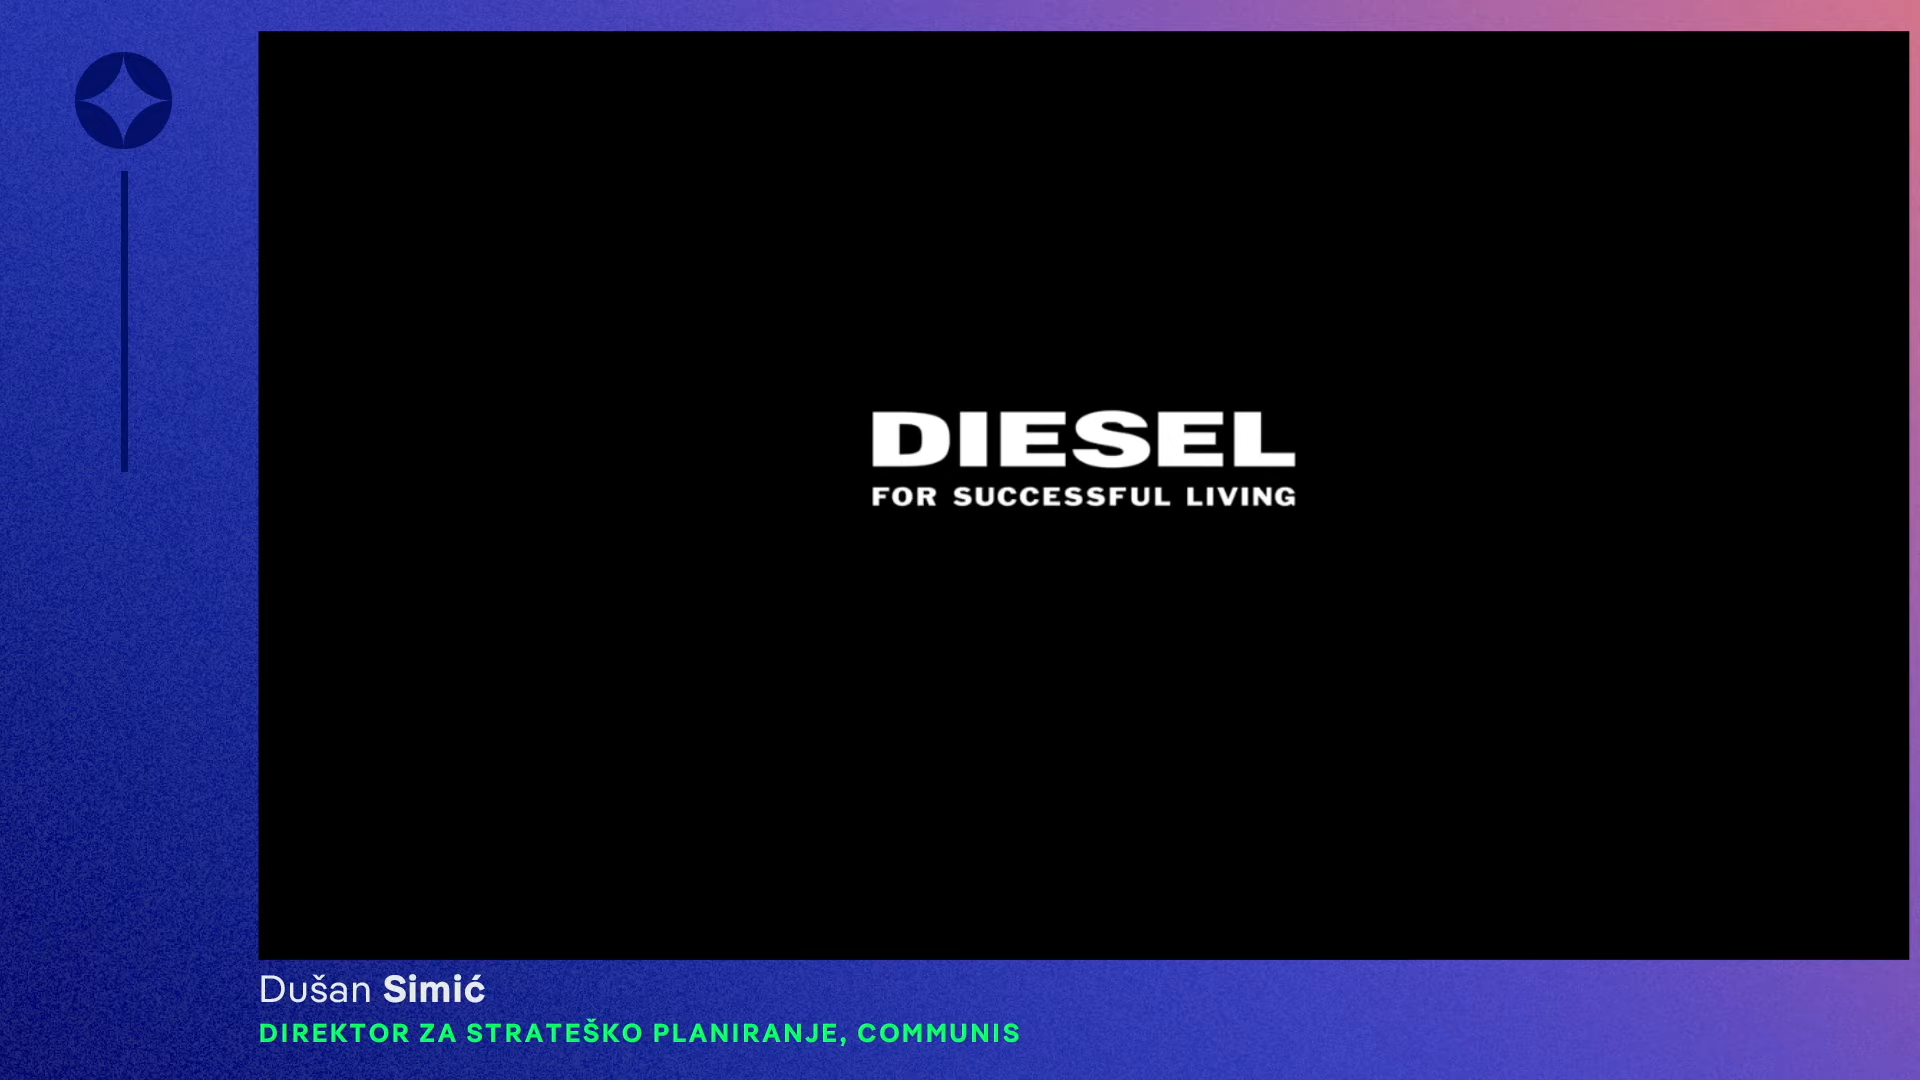 DIESEL
FOR SUCCESSFUL LIVING
Dušan Simić
DIREKTOR ZA STRATEŠKO PLANIRANJE, COMMUNIS